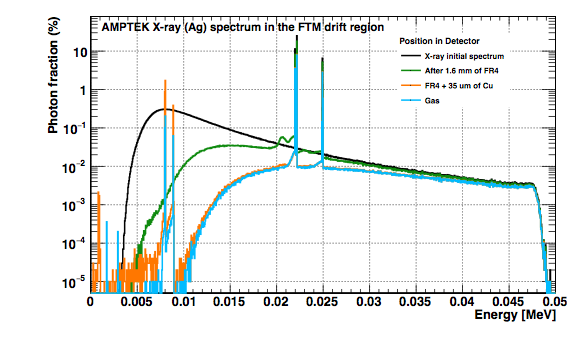 AMPTEK X-ray (Ag) spectrum in the FTM drift region
Photon fraction (%)
Position in Detector
X-ray initial spectrum
After 1.6 mm of FR4
FR4 + 35 um of Cu
Gas
10
1
10⁻¹
10⁻²
10⁻³
10⁻⁴
10⁻⁵
0 0.005 0.01 0.015 0.02 0.025 0.03 0.035 0.04 0.045 0.05
Energy [MeV]